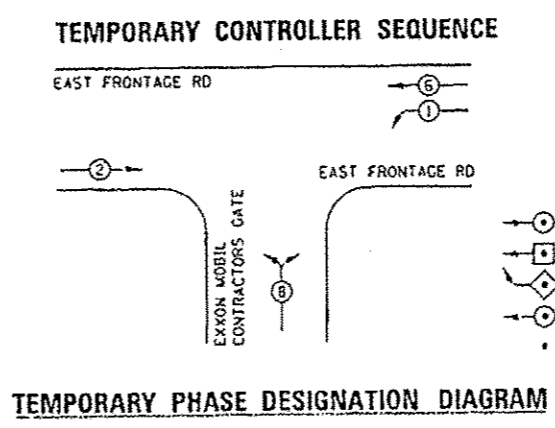 TEMPORARY CONTROLLER SEQUENCE
EAST FRONTAGE RD
6
1
2
EAST FRONTAGE RD
EXXON MOBIL
CONTRACTORS GATE
8
TEMPORARY PHASE DESIGNATION DIAGRAM